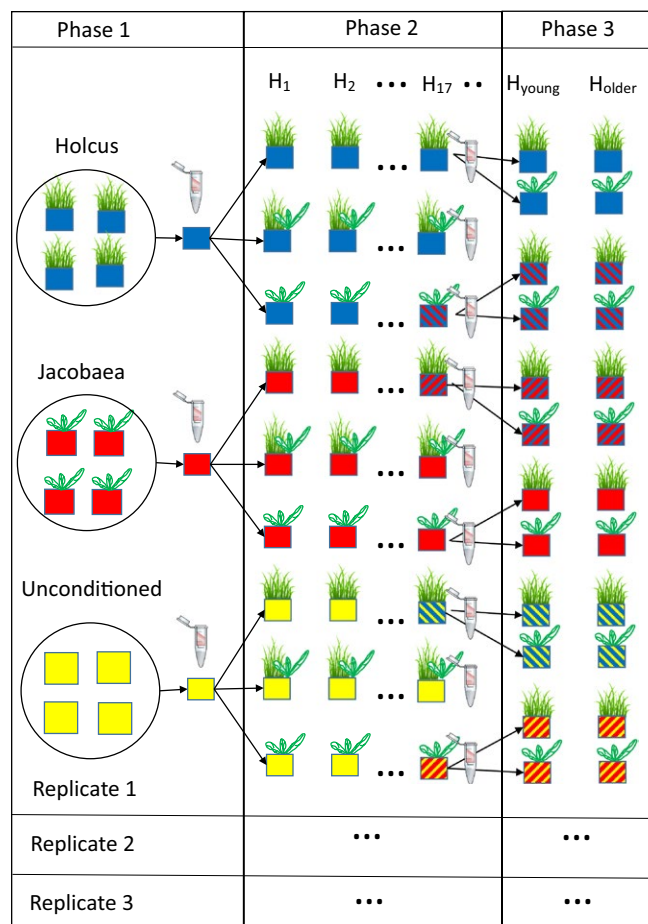 Phase 1
Phase 2
Phase 3
H1 H2 ••• H17 ••
Hyoung Holder
Holcus
•••
•••
•••
Jacobaea
•••
•••
•••
Unconditioned
•••
•••
•••
Replicate 1
Replicate 2 ••• •••
Replicate 3 ••• •••